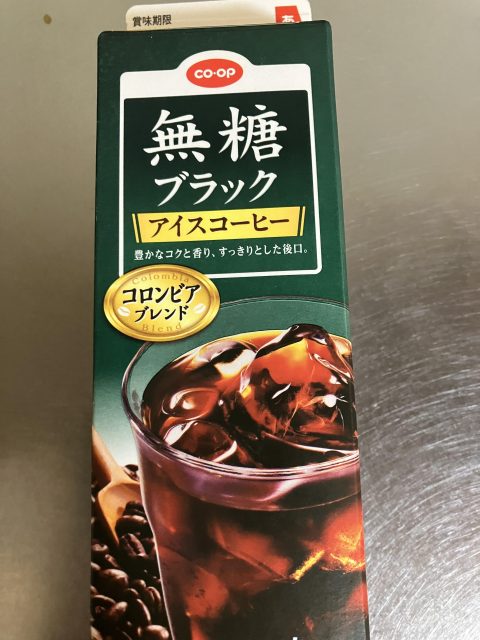 賞味期限
CO·OP
無糖
ブラック
アイスコーヒー
豊かなコクと香り、すっきりとした後口。
Colombia
コロンビア
ブレンド
Blend